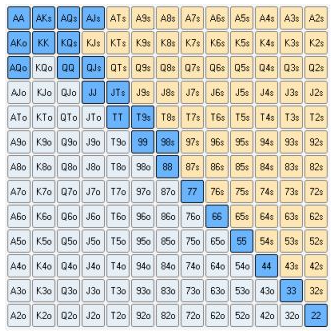 AA AKs AQs AJs ATs A9s A8s A7s A6s A5s A4s A3s A2s
AKo KK KQs KJs KTs K9s K8s K7s K6s K5s K4s K3s K2s
AQo KQo QQ QJs QTs Q9s Q8s Q7s Q6s Q5s Q4s Q3s Q2s
AJo KJo QJo JJ JTs J9s J8s J7s J6s J5s J4s J3s J2s
ATo KTo QTo JTo TT T9s T8s T7s T6s T5s T4s T3s T2s
A9o K9o Q9o J9o T9o 99 98s 97s 96s 95s 94s 93s 92s
A8o K8o Q8o J8o T8o 98o 88 87s 86s 85s 84s 83s 82s
A7o K7o Q7o J7o T7o 97o 87o 77 76s 75s 74s 73s 72s
A6o K6o Q6o J6o T6o 96o 86o 76o 66 65s 64s 63s 62s
A5o K5o Q5o J5o T5o 95o 85o 75o 65o 55 54s 53s 52s
A4o K4o Q4o J4o T4o 94o 84o 74o 64o 54o 44 43s 42s
A3o K3o Q3o J3o T3o 93o 83o 73o 63o 53o 43o 33 32s
A2o K2o Q2o J2o T2o 92o 82o 72o 62o 52o 42o 32o 22